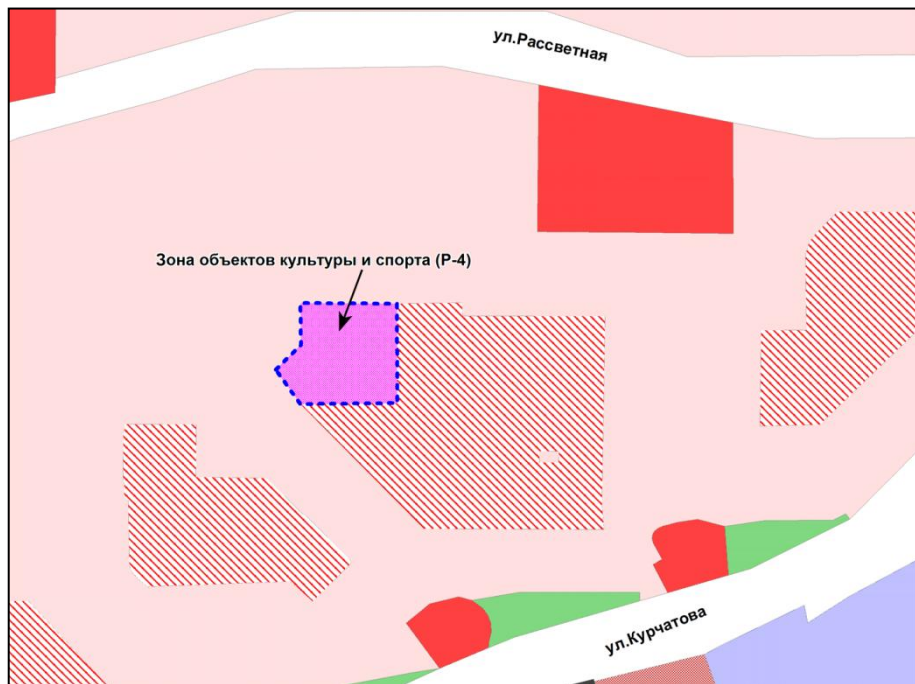 ул.Рассветная
Зона объектов культуры и спорта (Р-4)
ул.Курчатова